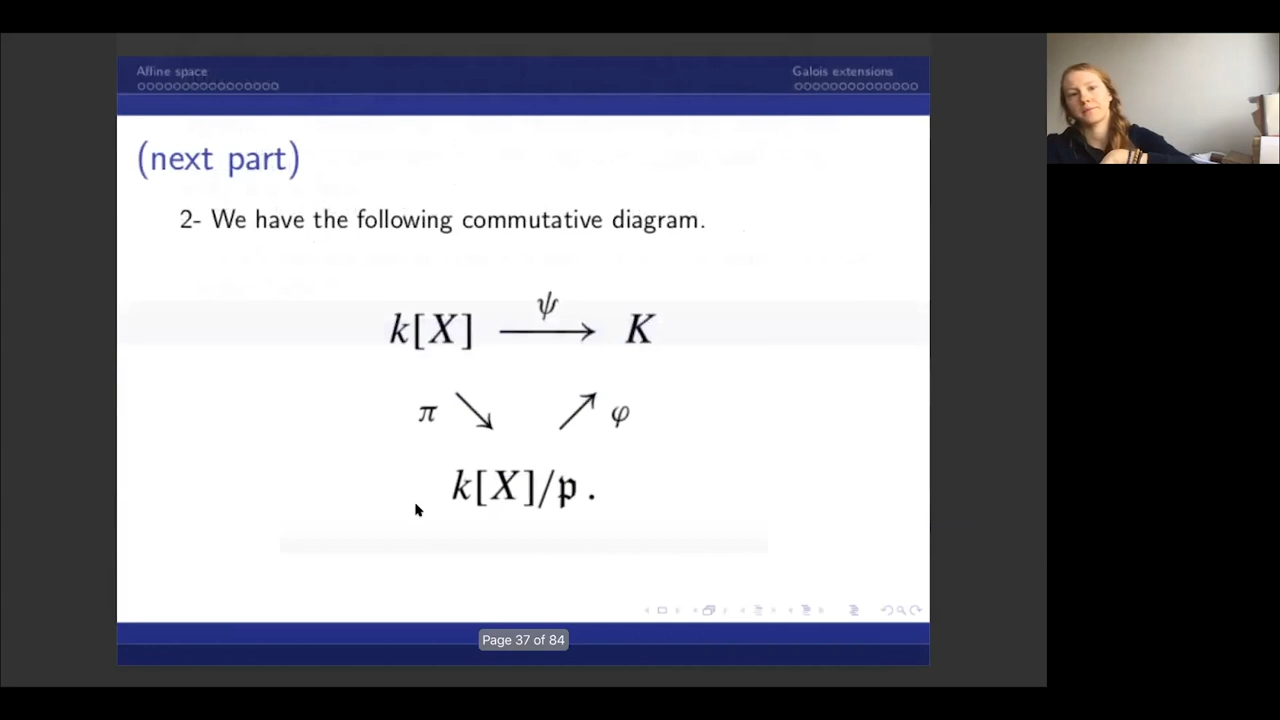 Affine space
Galois extensions
(next part)
2- We have the following commutative diagram.
ψ
k[X] ⟶ K
π ↘ ↗ φ
k[X]/𝔭 .
Page 37 of 84